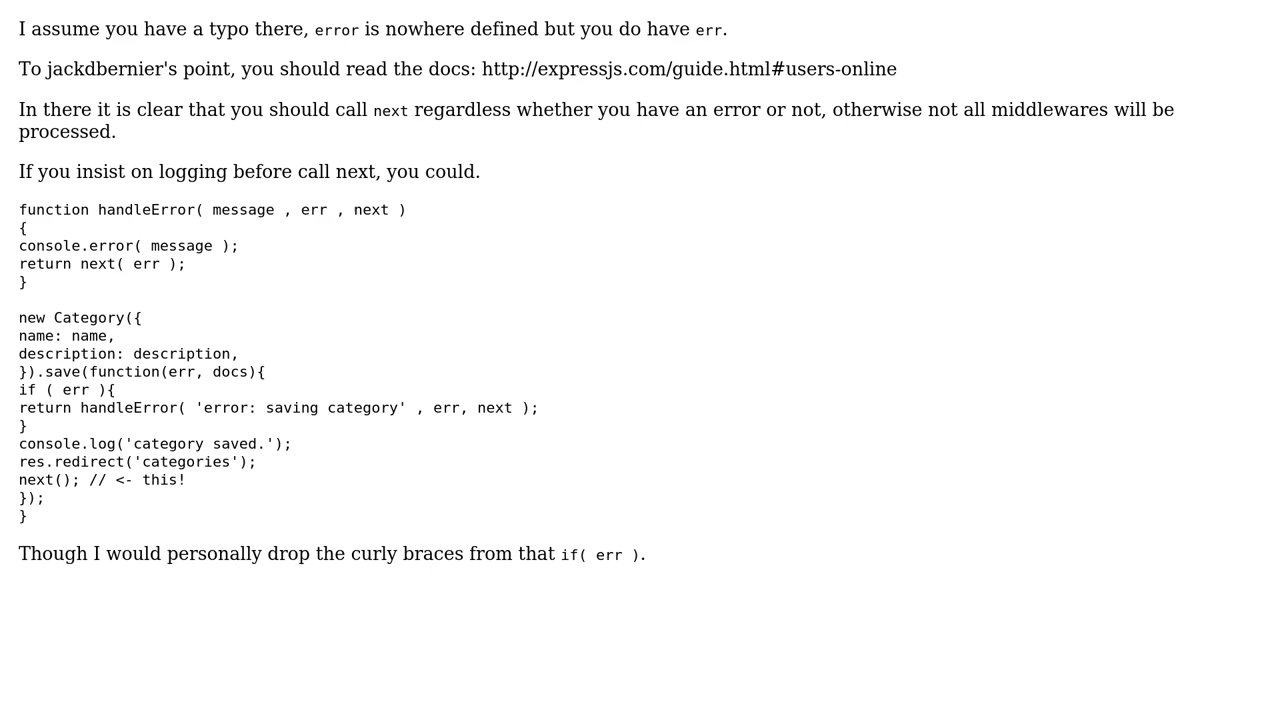 I assume you have a typo there, error is nowhere defined but you do have err.
To jackdbernier's point, you should read the docs: http://expressjs.com/guide.html#users-online
In there it is clear that you should call next regardless whether you have an error or not, otherwise not all middlewares will be
processed.
If you insist on logging before call next, you could.
function handleError( message , err , next )
{
console.error( message );
return next( err );
}
new Category({
name: name,
description: description,
}).save(function(err, docs){
if ( err ){
return handleError( 'error: saving category' , err, next );
}
console.log('category saved.');
res.redirect('categories');
next(); // <- this!
});
}
Though I would personally drop the curly braces from that if( err ).